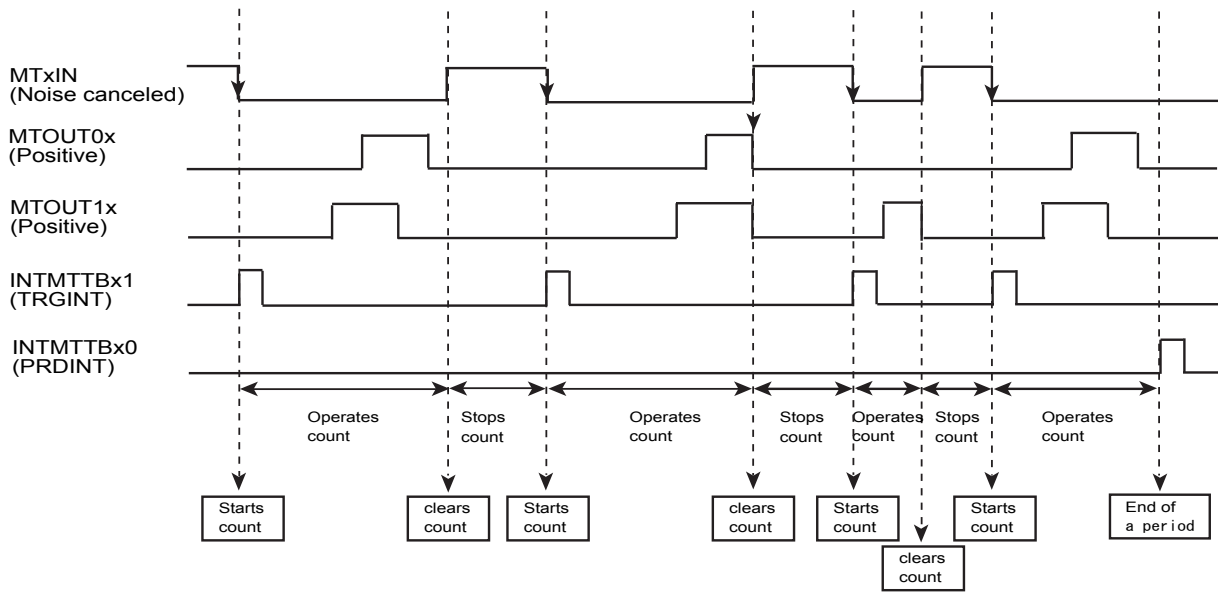 MTxIN
(Noise canceled)
MTOUT0x
(Positive)
MTOUT1x
(Positive)
INTMTTBx1
(TRGINT)
INTMTTBx0
(PRDINT)
Operates
count
Stops
count
Operates
count
Stops
count
Operates
count
Stops
count
Operates
count
Starts
count
clears
count
Starts
count
clears
count
Starts
count
clears
count
Starts
count
End of
a period